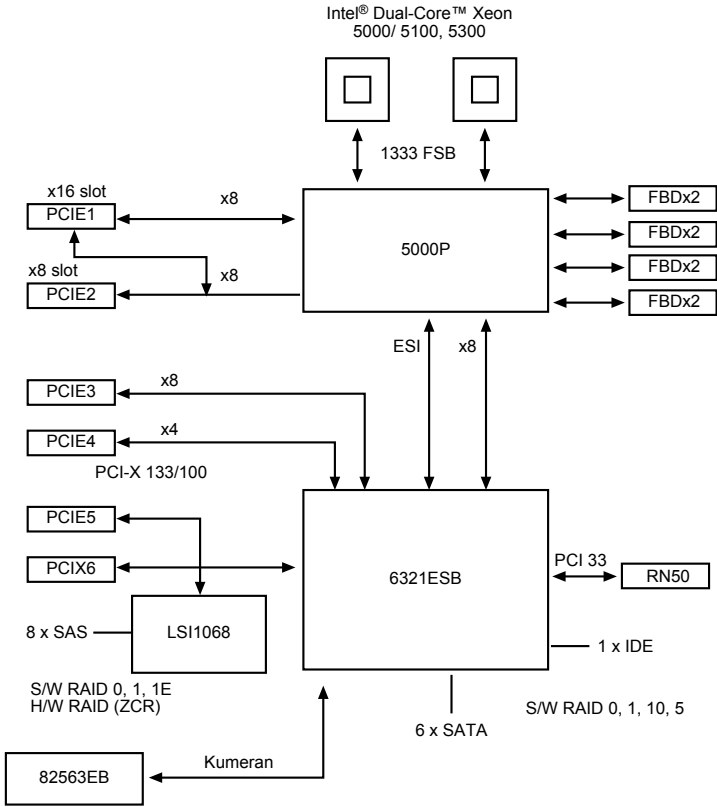 Intel® Dual-Core™ Xeon
5000/ 5100, 5300
1333 FSB
x16 slot
PCIE1
x8
5000P
FBDx2
FBDx2
FBDx2
FBDx2
x8 slot
PCIE2
x8
ESI
x8
PCIE3
x8
PCIE4
x4
PCI-X 133/100
PCIE5
PCIX6
6321ESB
PCI 33
RN50
8 x SAS
LSI1068
1 x IDE
S/W RAID 0, 1, 1E
H/W RAID (ZCR)
6 x SATA
S/W RAID 0, 1, 10, 5
82563EB
Kumeran